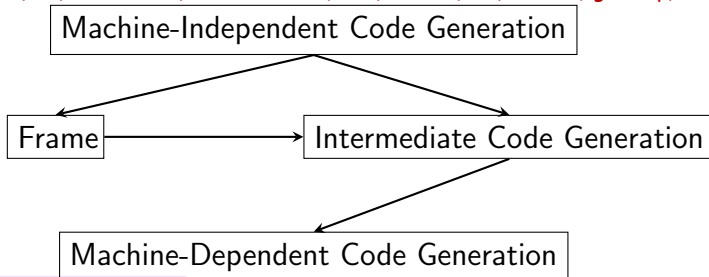 Machine-Independent Code Generation
Frame
Intermediate Code Generation
Machine-Dependent Code Generation